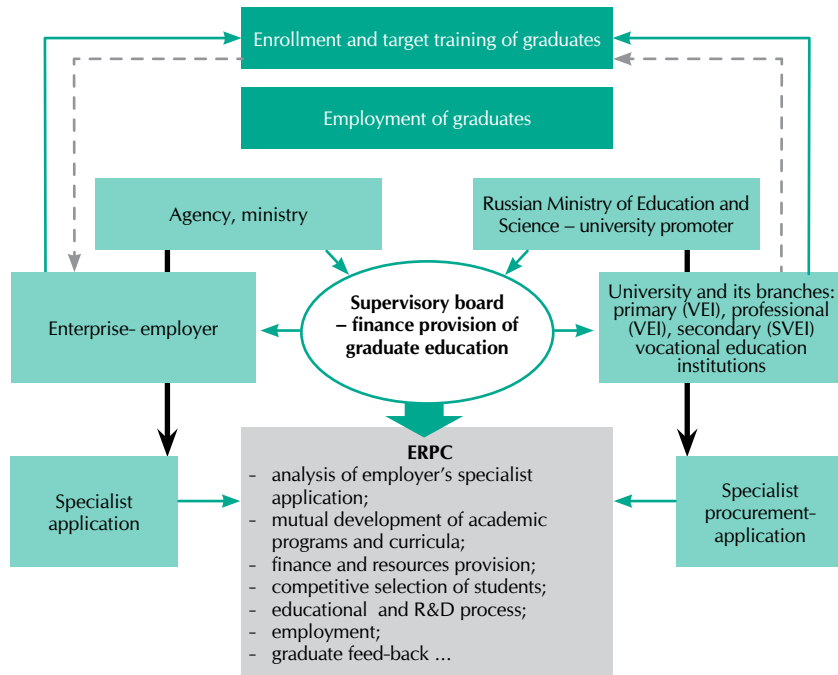 Enrollment and target training of graduates
Employment of graduates
Agency, ministry
Russian Ministry of Education and
Science – university promoter
Enterprise- employer
Supervisory board
– finance provision of
graduate education
University and its branches:
primary (VEI), professional
(VEI), secondary (SVEI)
vocational education
institutions
Specialist
application
ERPC
- analysis of employer's specialist
application;
- mutual development of academic
programs and curricula;
- finance and resources provision;
- competitive selection of students;
- educational and R&D process;
- employment;
- graduate feed-back ...
Specialist
procurement-
application